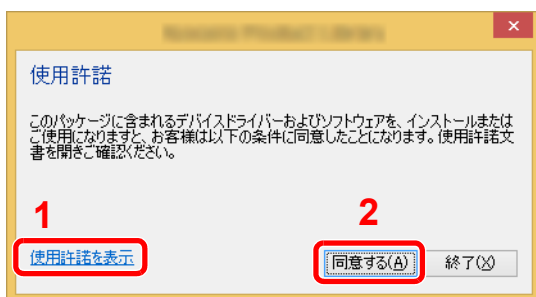 使用許諾
このパッケージに含まれるデバイスドライバーおよびソフトウェアを、インストールまたは
ご使用になりますと、お客様は以下の条件に同意したことになります。使用許諾文
書を開きご確認ください。
1
2
使用許諾を表示
同意する(A)
終了(X)